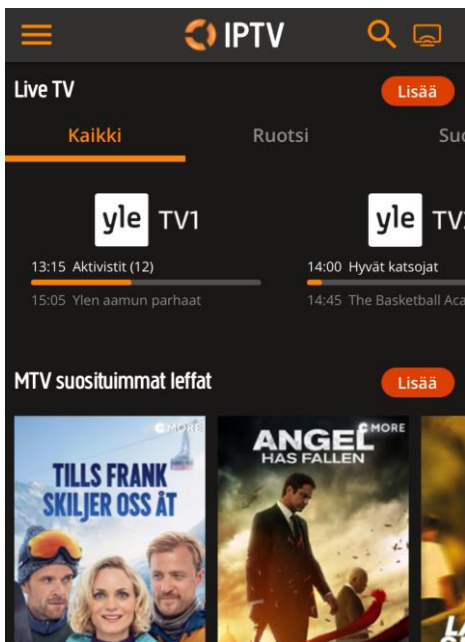 IPTV
Live TV
Lisää
Kaikki
Ruotsi
yle TV1
yle
13:15 Aktivistit (12)
14:00 Hyvät katsojat
15:05 Ylen aamun parhaat
14:45 The Basketball
MTV suosituimmat leffat
Lisää
C MORE
TILLS FRANK
SKILJER OSS ÅT
C MORE
ANGEL
HAS FALLEN